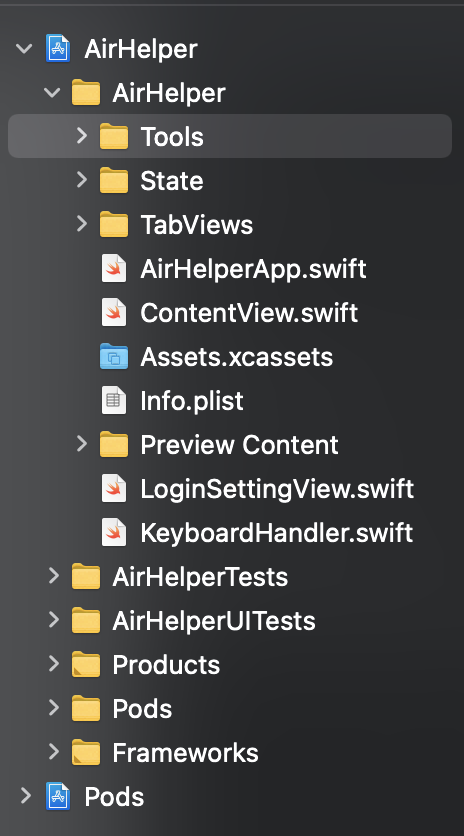 AirHelper
AirHelper
Tools
State
TabViews
AirHelperApp.swift
ContentView.swift
Assets.xcassets
Info.plist
Preview Content
LoginSettingView.swift
KeyboardHandler.swift
AirHelperTests
AirHelperUITests
Products
Pods
Frameworks
Pods